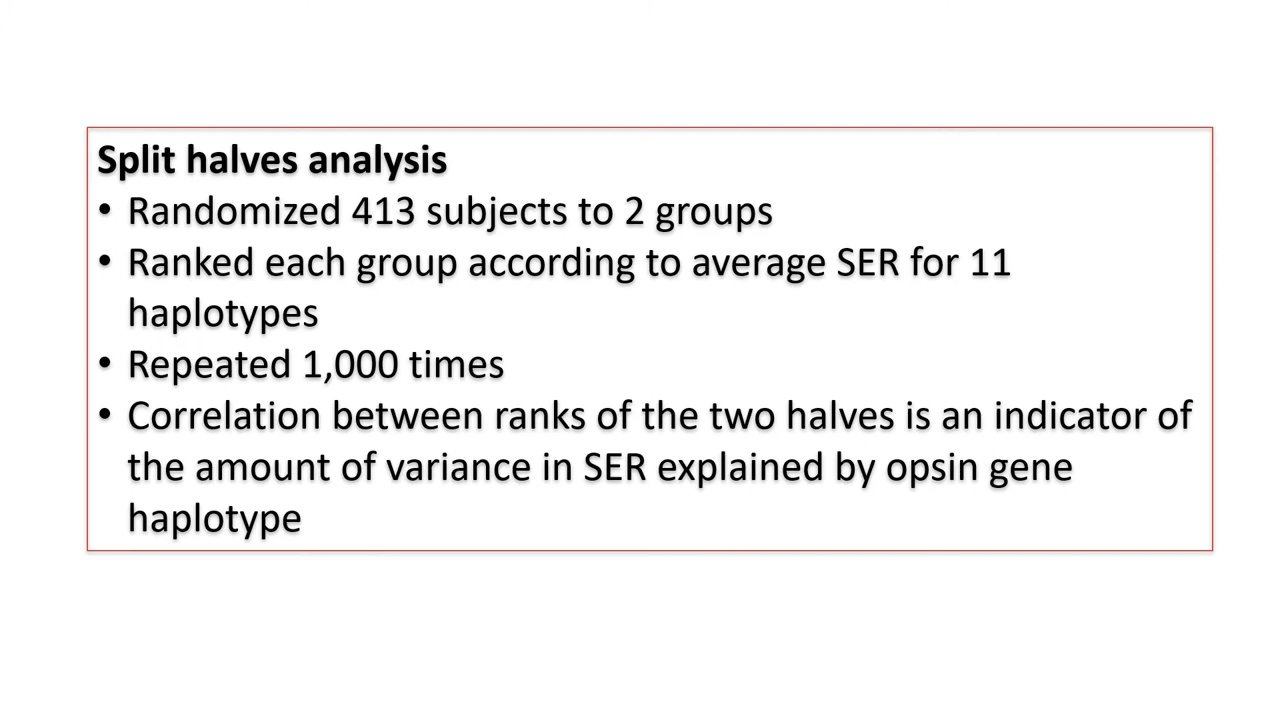 Split halves analysis
• Randomized 413 subjects to 2 groups
• Ranked each group according to average SER for 11
haplotypes
• Repeated 1,000 times
• Correlation between ranks of the two halves is an indicator of
the amount of variance in SER explained by opsin gene
haplotype